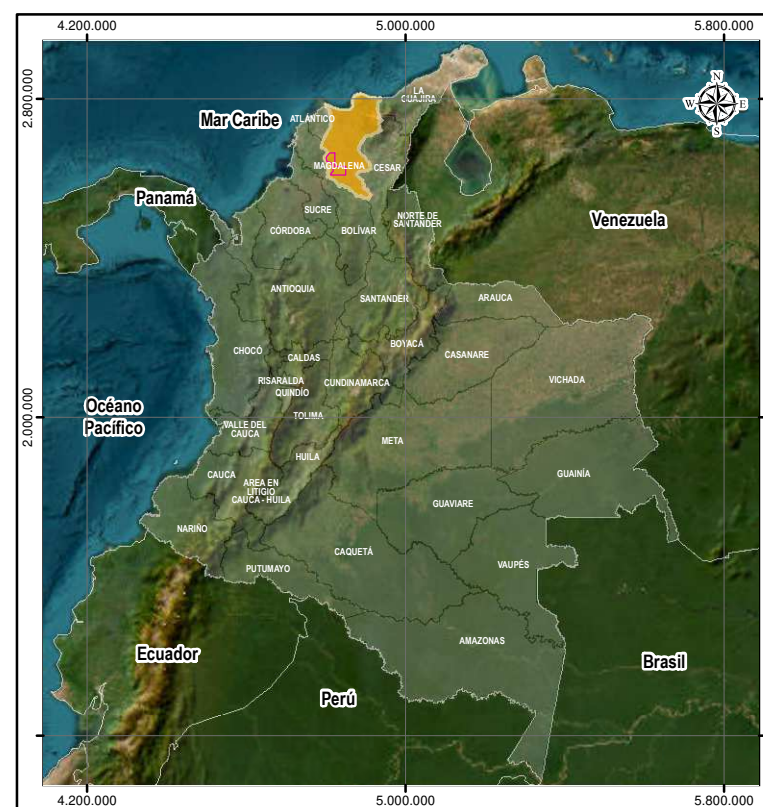 4.200.000
5.000.000
5.800.000
2.800.000
2.000.000
N
W
E
S
Mar Caribe
LA
GUAJIRA
ATLÁNTICO
MAGDALENA
CESAR
Panamá
SUCRE
NORTE DE
SANTANDER
Venezuela
CÓRDOBA
BOLÍVAR
ANTIOQUIA
SANTANDER
ARAUCA
CHOCÓ
CALDAS
BOYACÁ
CASANARE
RISARALDA
CUNDINAMARCA
VICHADA
QUINDÍO
Océano
Pacífico
TOLIMA
VALLE DEL
CAUCA
META
HUILA
CAUCA
AREA EN
LITIGIO
CAUCA - HUILA
GUAINÍA
GUAVIARE
NARIÑO
CAQUETÁ
PUTUMAYO
VAUPÉS
AMAZONAS
Ecuador
Perú
Brasil
4.200.000
5.000.000
5.800.000